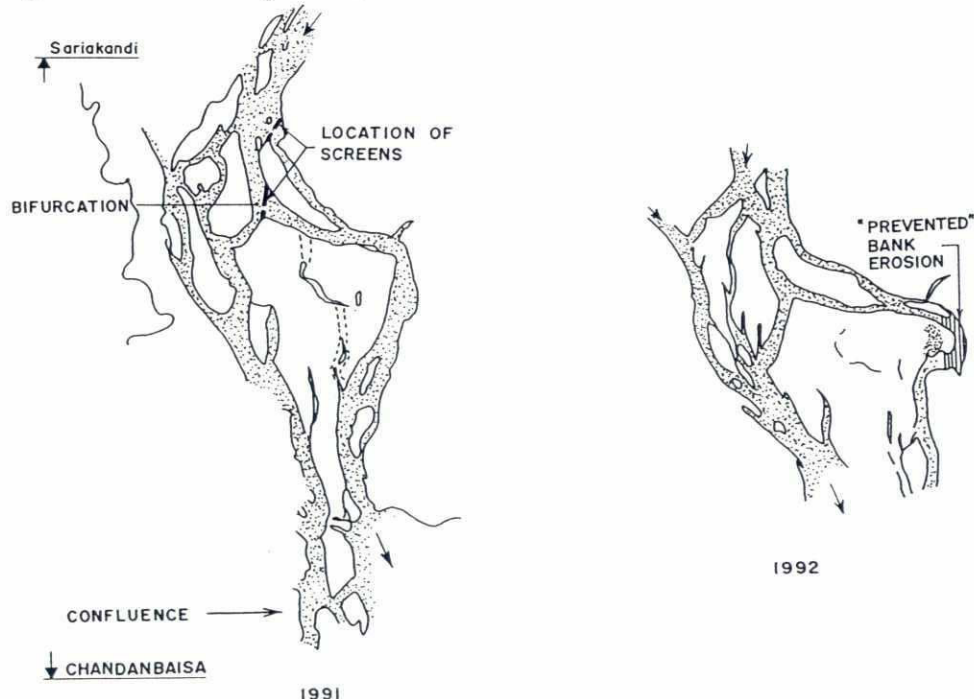 Sariakandi
LOCATION OF
SCREENS
BIFURCATION
"PREVENTED"
BANK
EROSION
1992
CONFLUENCE
CHANDANBAISA
1991